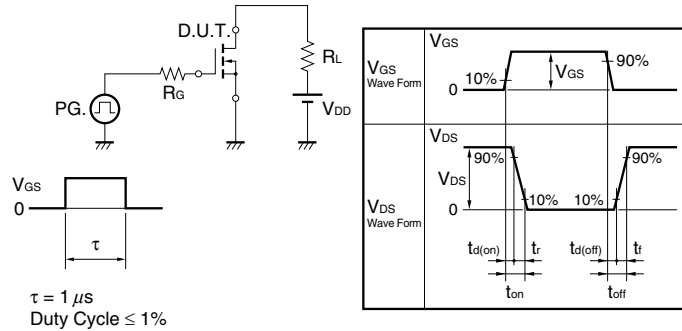 D.U.T.
RL
RG
PG.
VDD
VGS
0
τ
τ = 1 μs
Duty Cycle ≤ 1%
VGS
Wave Form
VGS
10%
VGS
90%
0
VDS
Wave Form
VDS
90%
90%
VDS
10%
10%
0
td(on)
tr
td(off)
tf
ton
toff